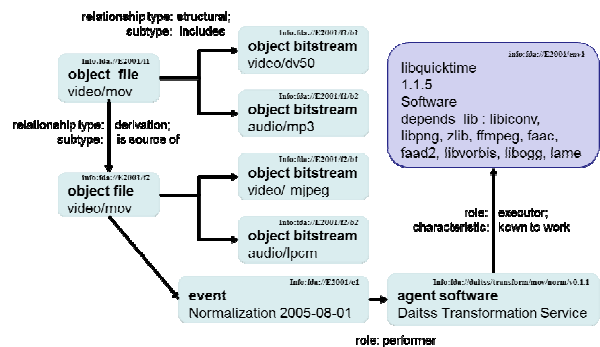 relationship type: structural;
subtype: includes
Info:fda://E2001/f1
object file
video/mov
Info:fda://E2001/f1/b1
object bitstream
video/dv50
Info:fda://E2001/f1/b2
object bitstream
audio/mp3
info:fda://E2001/env1
libquicktime
1.1.5
Software
depends lib : libiconv,
libpng, zlib, ffmpeg, faac,
faad2, libvorbis, libogg, lame
relationship type: derivation;
subtype: is source of
Info:fda://E2001/f2
object file
video/mov
Info:fda://E2001/f2/b1
object bitstream
video/ mjpeg
Info:fda://E2001/f2/b2
object bitstream
audio/lpcm
role: executor;
characteristic: kown to work
Info:fda://E2001/e1
event
Normalization 2005-08-01
Info:fda://daitss/transform/mov/norm/v0.1.1
agent software
Daitss Transformation Service
role: performer